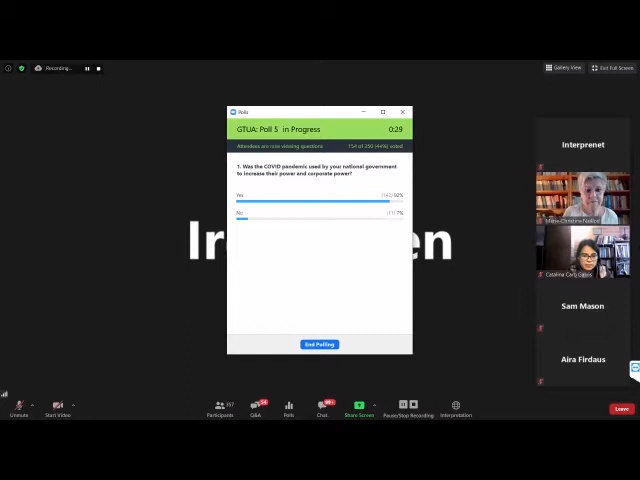 Recording...
Gallery View
Exit Full Screen
Polls
GTUA: Poll 5 in Progress
0:29
Attendees are now viewing questions
154 of 350 (44%) voted
1. Was the COVID pandemic used by your national government
to increase their power and corporate power?
Yes
92%
No
(11) 7%
End Polling
Interprenet
Sam Mason
Aira Firdaus
Unmute
Start Video
Participants
Q&A
Polls
Chat
Share Screen
Pause/Stop Recording
Interpretation
Leave